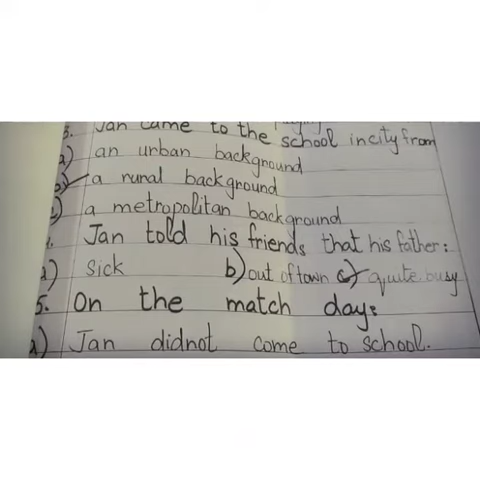 3. Jan came to the school in city from
a) an urban background
b) a rural background
c) a metropolitan background
4. Jan told his friends that his father:
a) sick b) out of town c) quite busy
5. On the match day:
a) Jan didnot come to school.